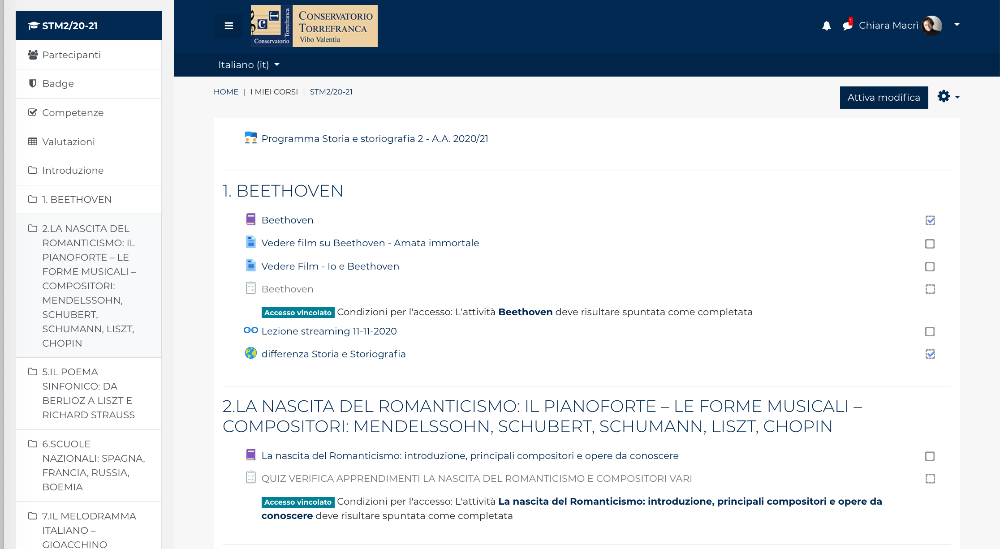 STM2/20-21
Partecipanti
Badge
Competenze
Valutazioni
Introduzione
1. BEETHOVEN
2.LA NASCITA DEL
ROMANTICISMO: IL
PIANOFORTE – LE
FORME MUSICALI –
COMPOSITORI:
MENDELSSOHN,
SCHUBERT,
SCHUMANN, LISZT,
CHOPIN
5.IL POEMA
SINFONICO: DA
BERLIOZ A LISZT E
RICHARD STRAUSS
6.SCUOLE
NAZIONALI: SPAGNA,
FRANCIA, RUSSIA,
BOEMIA
7.IL MELODRAMMA
ITALIANO –
GIOACCHINO
C T
Torrefranca
Conservatorio
CONSERVATORIO
TORREFRANCA
Vibo Valentia
1
Chiara Macrì
Italiano (it)
HOME | I MIEI CORSI | STM2/20-21
Attiva modifica
Programma Storia e storiografia 2 - A.A. 2020/21
1. BEETHOVEN
Beethoven
Vedere film su Beethoven - Amata immortale
Vedere Film - Io e Beethoven
Beethoven
Accesso vincolato Condizioni per l'accesso: L'attività Beethoven deve risultare spuntata come completata
Lezione streaming 11-11-2020
differenza Storia e Storiografia
2.LA NASCITA DEL ROMANTICISMO: IL PIANOFORTE – LE FORME MUSICALI –
COMPOSITORI: MENDELSSOHN, SCHUBERT, SCHUMANN, LISZT, CHOPIN
La nascita del Romanticismo: introduzione, principali compositori e opere da conoscere
QUIZ VERIFICA APPRENDIMENTI LA NASCITA DEL ROMANTICISMO E COMPOSITORI VARI
Accesso vincolato Condizioni per l'accesso: L'attività La nascita del Romanticismo: introduzione, principali compositori e opere da
conoscere deve risultare spuntata come completata